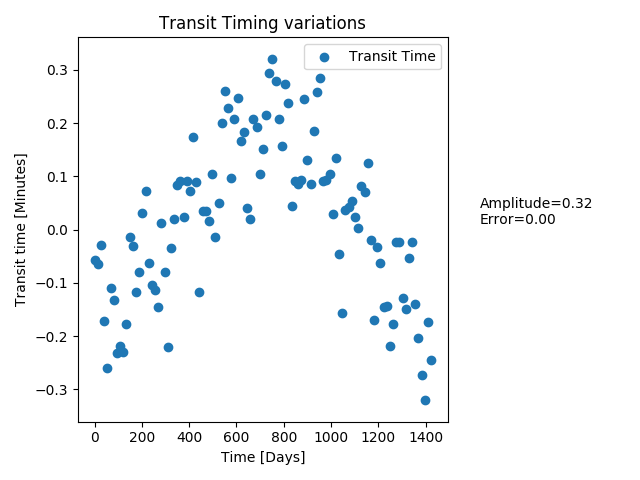 Transit Timing variations
Transit Time
Transit time [Minutes]
0.3
0.2
0.1
0.0
−0.1
−0.2
−0.3
Amplitude=0.32
Error=0.00
0 200 400 600 800 1000 1200 1400
Time [Days]